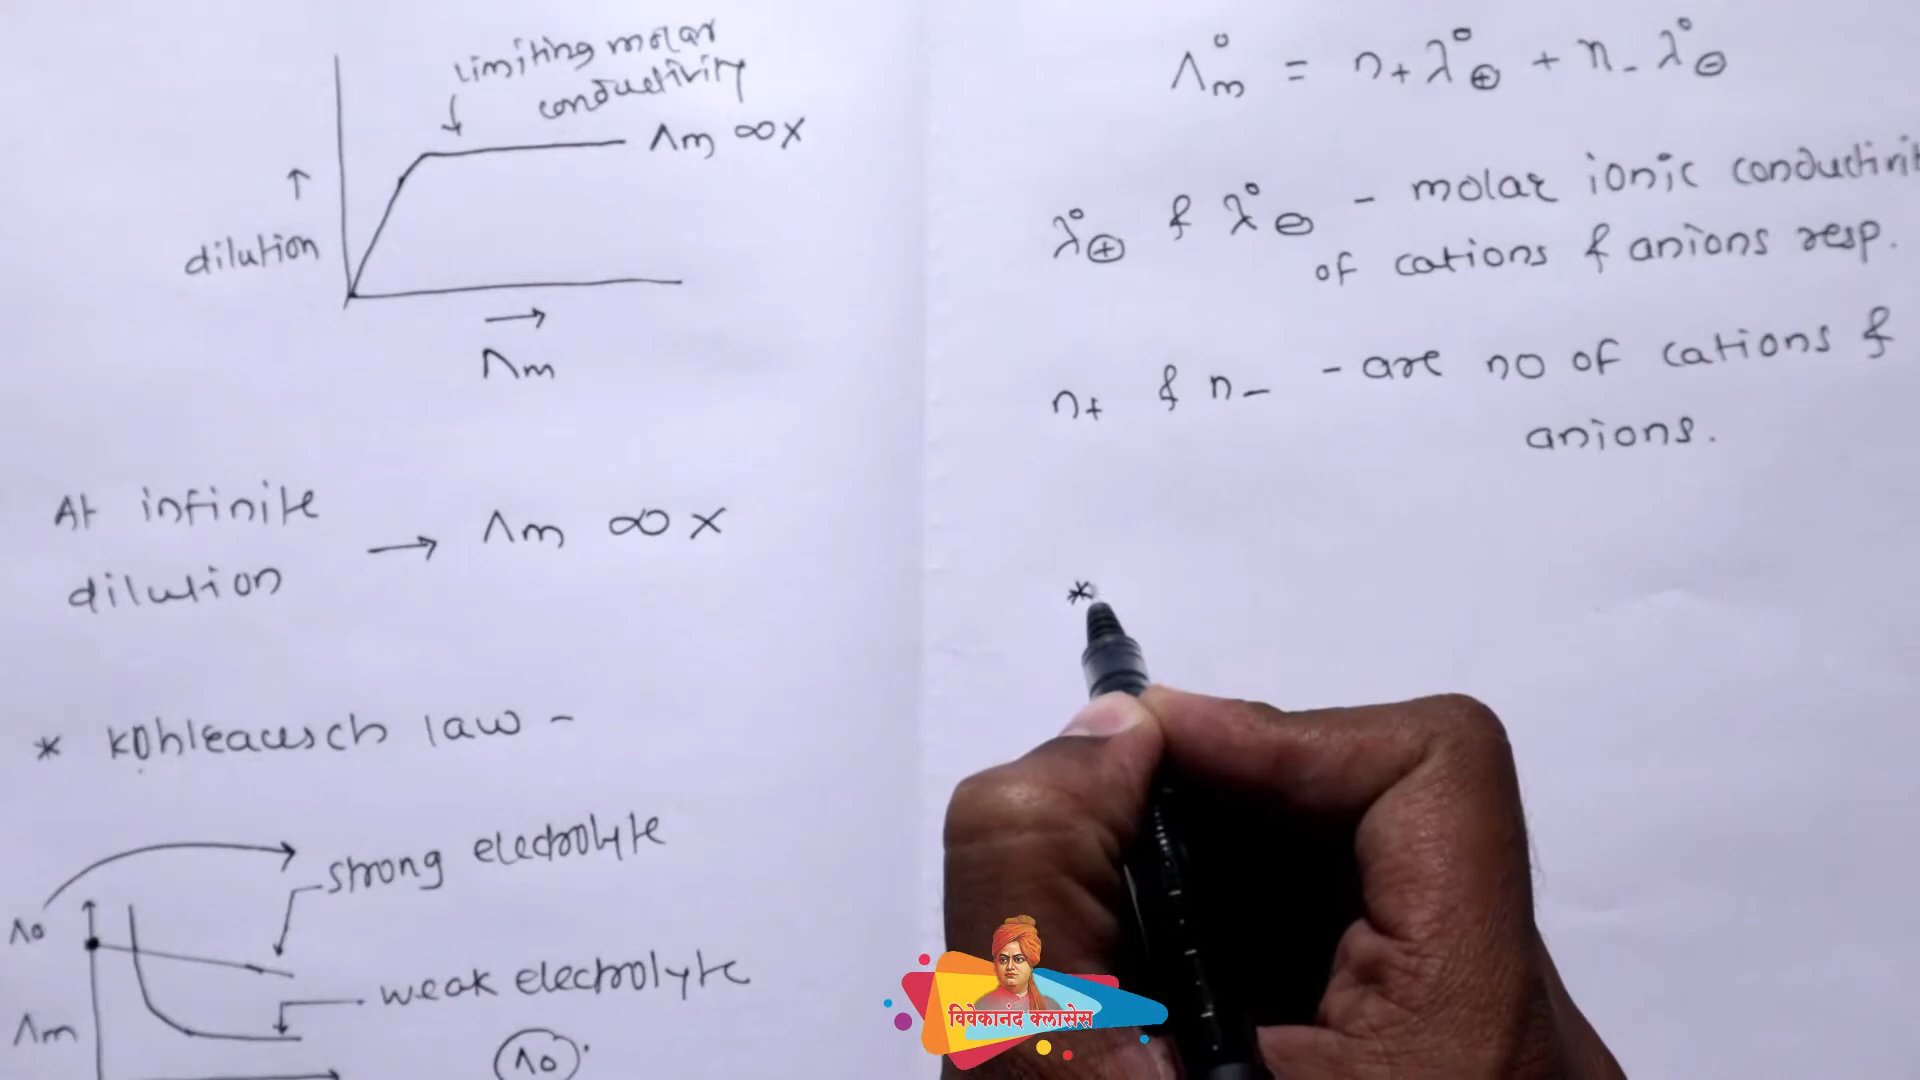 limiting molar
conductivity
↓
Λm ∞ x
↑
dilution
→
Λm
At infinite
dilution → Λm ∞ x
* Kohleausch law -
strong electrolyte
Λo
weak electrolyte
Λm
Λo
Λ°m = n+ λ°⊕ + n- λ°⊖
λ°⊕ & λ°⊖ - molar ionic
of cations & anions resp.
n+ & n- - are no of cations &
anions.
*
विवेकानंद क्लासेस